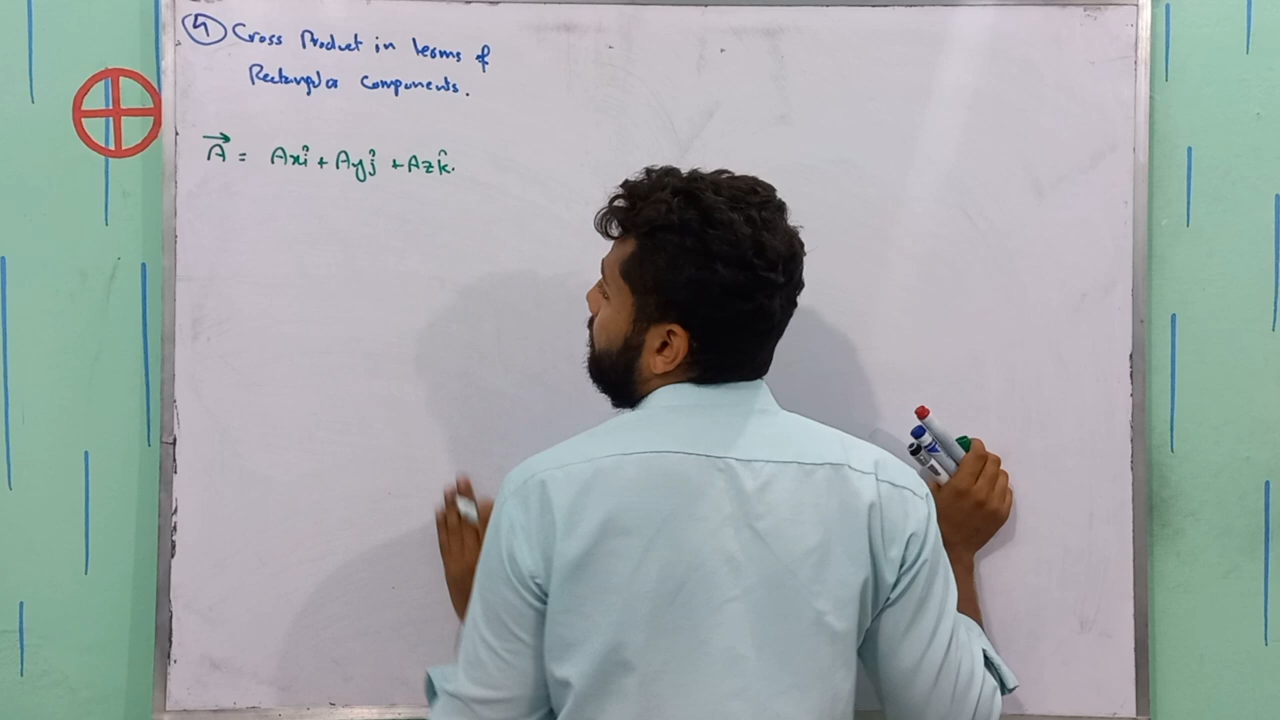 4 Cross Product in terms of
Rectangular Components.
A⃗ = Axî + Ayĵ + Azk̂.